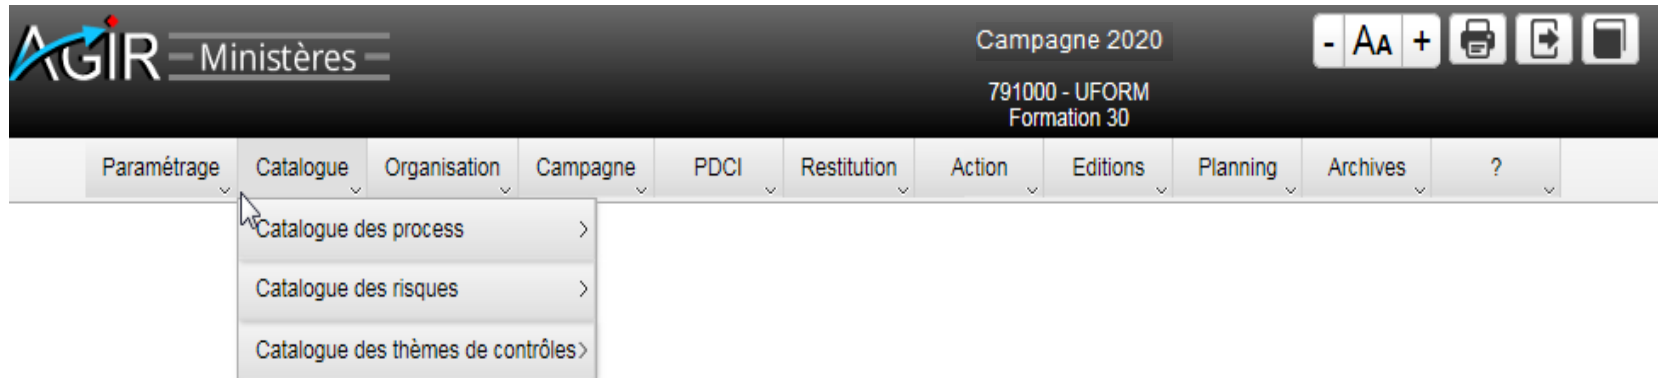 AGIR Ministères
Campagne 2020
- AA +
791000 - UFORM
Formation 30
Paramétrage Catalogue Organisation Campagne PDCI Restitution Action Editions Planning Archives ?
Catalogue des process
Catalogue des risques
Catalogue des thèmes de contrôles